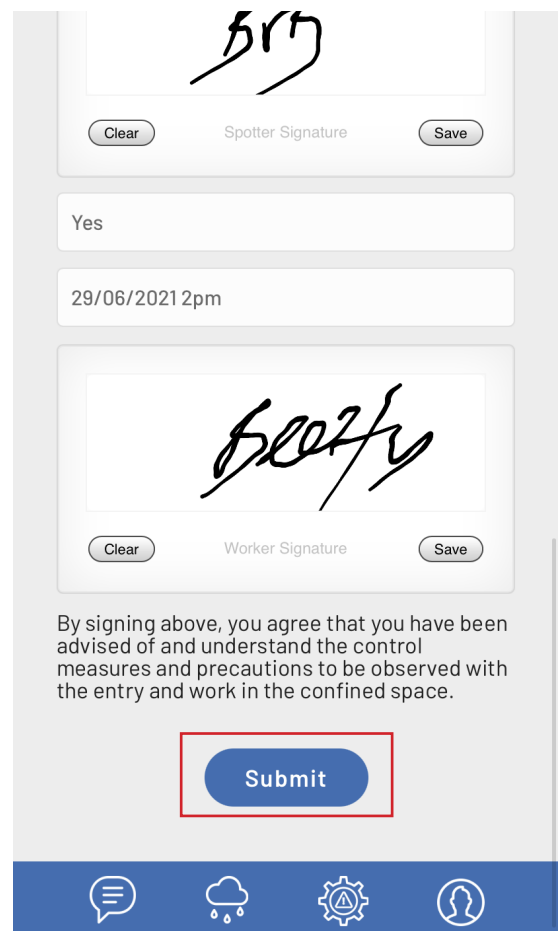 Clear Spotter Signature Save
Yes
29/06/2021 2pm
Clear Worker Signature Save
By signing above, you agree that you have been
advised of and understand the control
measures and precautions to be observed with
the entry and work in the confined space.
Submit